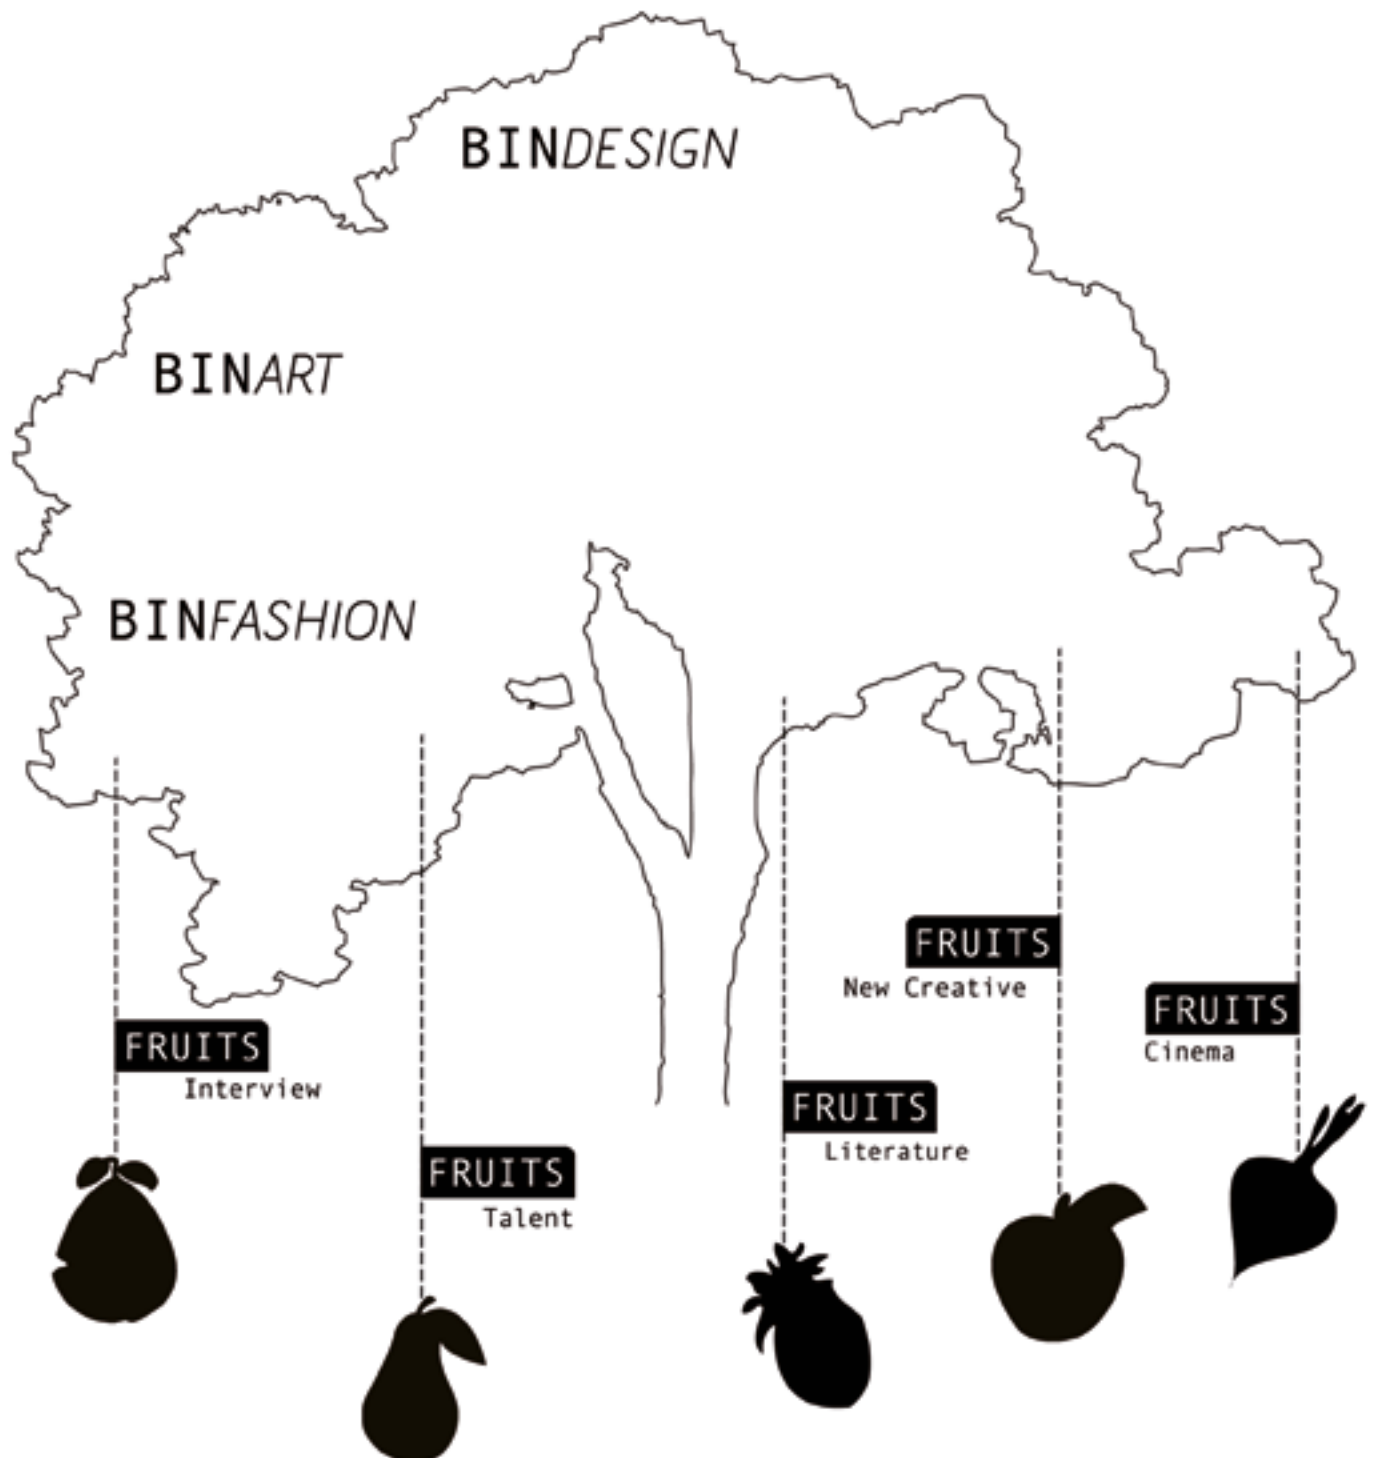 BINDESIGN
BINART
BINFASHION
FRUITS
New Creative
FRUITS
Cinema
FRUITS
Interview
FRUITS
Literature
FRUITS
Talent